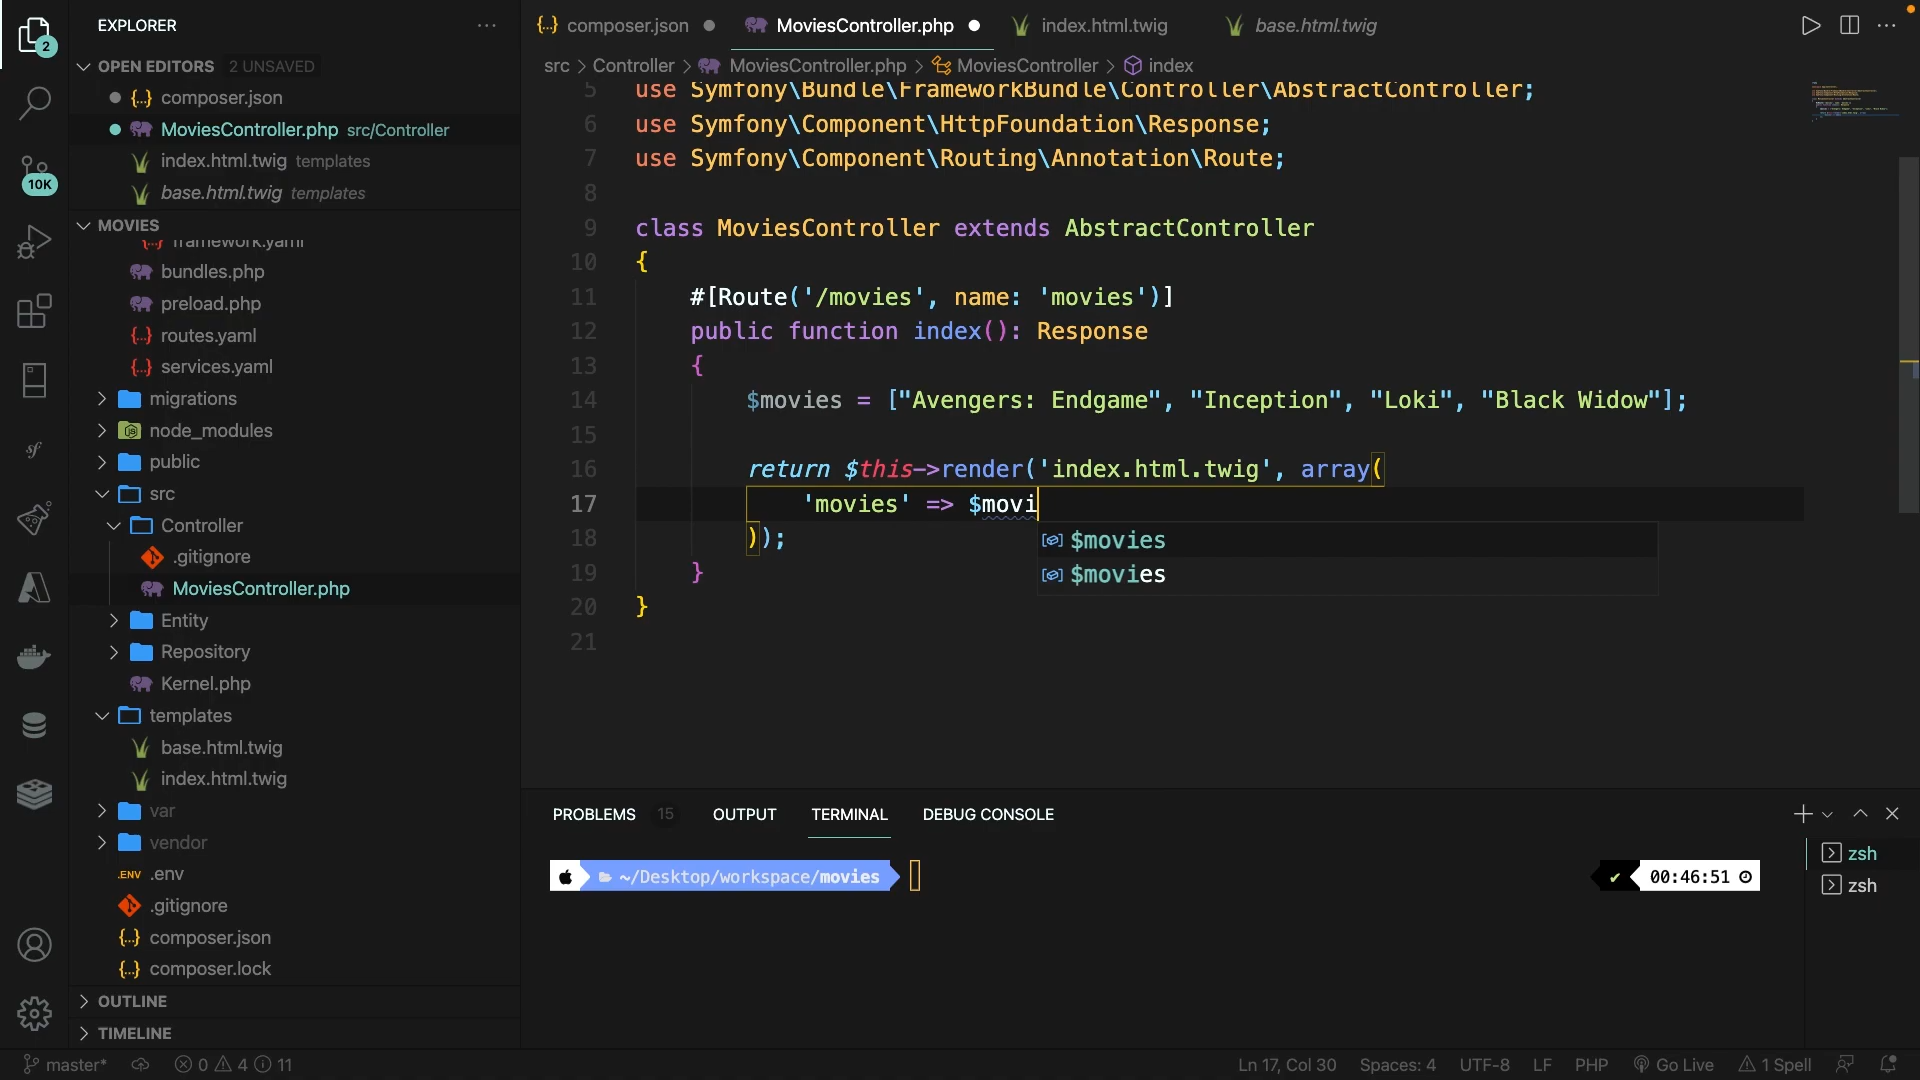 EXPLORER
OPEN EDITORS 2 UNSAVED
composer.json
MoviesController.php src/Controller
index.html.twig templates
base.html.twig templates
MOVIES
framework.yaml
bundles.php
preload.php
routes.yaml
services.yaml
migrations
node_modules
public
src
Controller
.gitignore
MoviesController.php
Entity
Repository
Kernel.php
templates
base.html.twig
index.html.twig
var
vendor
.ENV .env
.gitignore
composer.json
composer.lock
OUTLINE
TIMELINE
2
10K
sf
composer.json MoviesController.php index.html.twig base.html.twig
src > Controller > MoviesController.php > MoviesController > index
5 use Symfony\Bundle\FrameworkBundle\Controller\AbstractController;
6 use Symfony\Component\HttpFoundation\Response;
7 use Symfony\Component\Routing\Annotation\Route;
8
9 class MoviesController extends AbstractController
10 {
11 #[Route('/movies', name: 'movies')]
12 public function index(): Response
13 {
14 $movies = ["Avengers: Endgame", "Inception", "Loki", "Black Widow"];
15
16 return $this->render('index.html.twig', array(
17 'movies' => $movi
18 ));
19 }
20 }
21
$movies
$movies
PROBLEMS 15 OUTPUT TERMINAL DEBUG CONSOLE
~/Desktop/workspace/movies
00:46:51
zsh
zsh
master* 0 4 11 Ln 17, Col 30 Spaces: 4 UTF-8 LF PHP Go Live 1 Spell